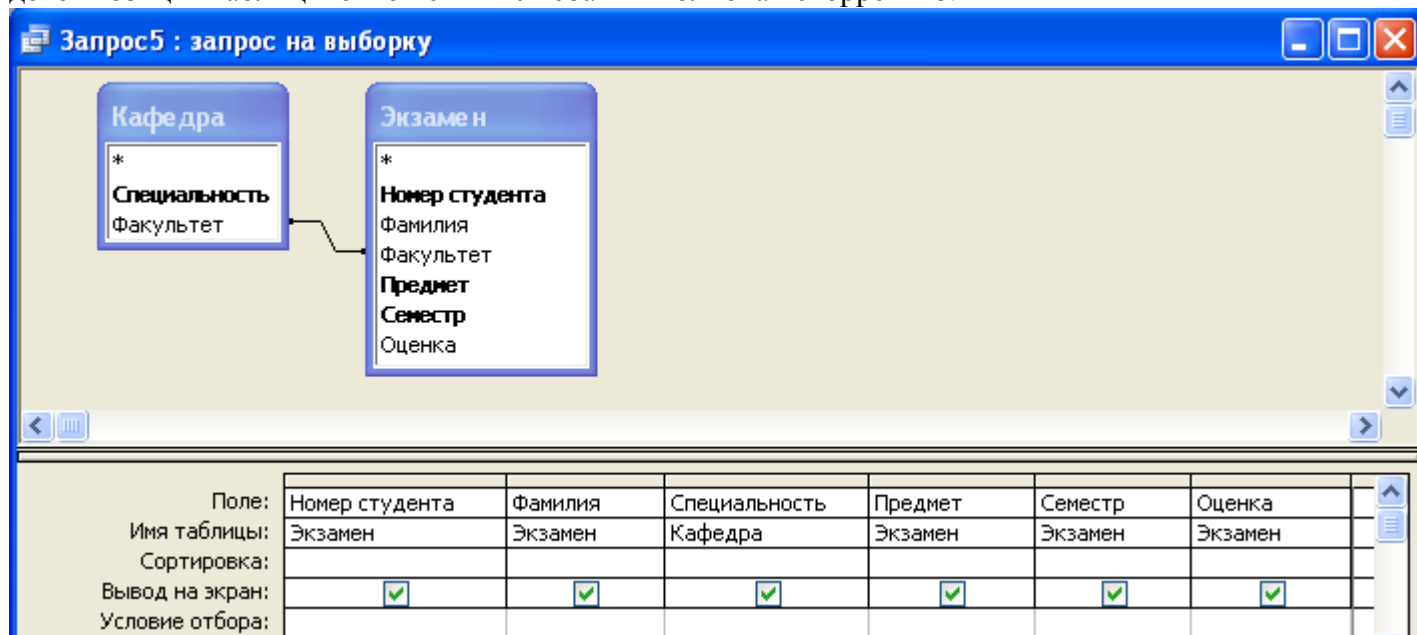 Запрос5 : запрос на выборку
Кафедра
*
Специальность
Факультет
Экзамен
*
Номер студента
Фамилия
Факультет
Предмет
Семестр
Оценка
Поле: Номер студента Фамилия Специальность Предмет Семестр Оценка
Имя таблицы: Экзамен Экзамен Кафедра Экзамен Экзамен Экзамен
Сортировка:
Вывод на экран:
Условие отбора: